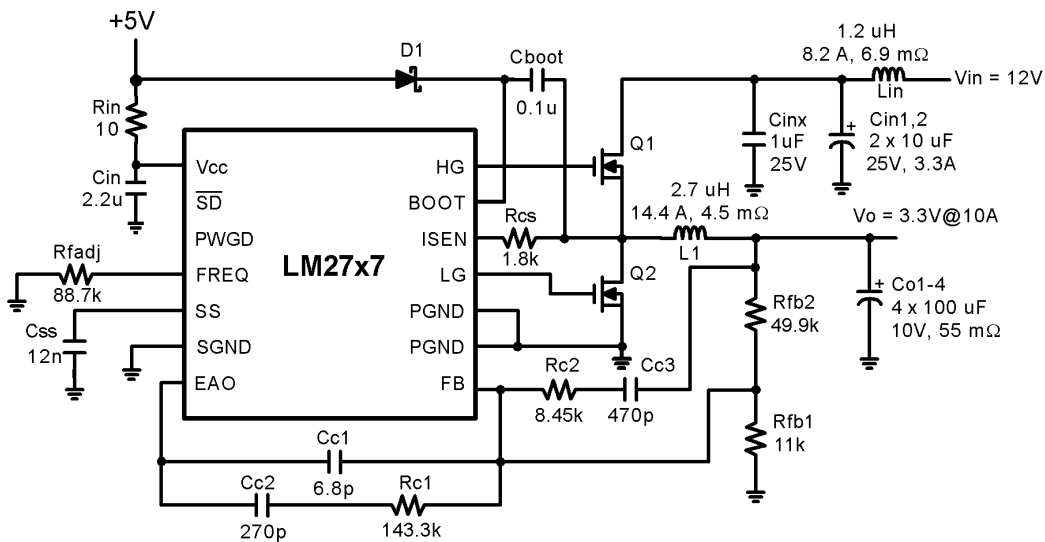 +5V
D1
Cboot
0.1u
1.2 uH
8.2 A, 6.9 mΩ
Lin
Vin = 12V
Rin
10
Cin
2.2u
Cinx
1uF
25V
+
Cin1,2
2 x 10 uF
25V, 3.3A
LM27x7
Vcc
SD
PWGD
FREQ
SS
SGND
EAO
HG
BOOT
ISEN
LG
PGND
PGND
FB
Q1
Q2
Rcs
1.8k
2.7 uH
14.4 A, 4.5 mΩ
L1
Vo = 3.3V@10A
Rfadj
88.7k
Css
12n
Rfb2
49.9k
+
Co1-4
4 x 100 uF
10V, 55 mΩ
Rc2
8.45k
Cc3
470p
Rfb1
11k
Cc1
6.8p
Cc2
270p
Rc1
143.3k